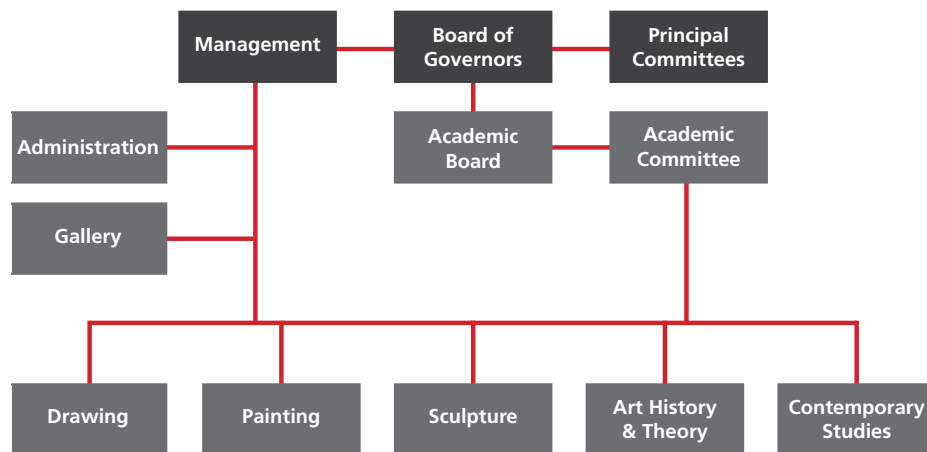 Management
Board of
Governors
Principal
Committees
Administration
Academic
Board
Academic
Committee
Gallery
Drawing
Painting
Sculpture
Art History
& Theory
Contemporary
Studies